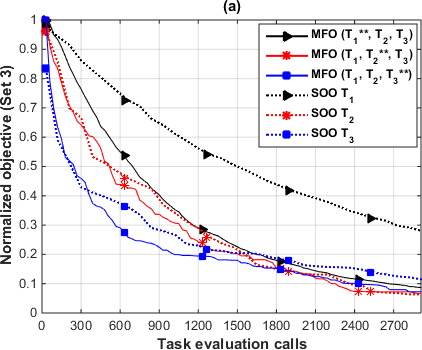 (a)
MFO (T1**, T2, T3)
MFO (T1, T2**, T3)
MFO (T1, T2, T3**)
SOO T1
SOO T2
SOO T3
Normalized objective (Set 3)
1
0.9
0.8
0.7
0.6
0.5
0.4
0.3
0.2
0.1
0
0 300 600 900 1200 1500 1800 2100 2400 2700
Task evaluation calls